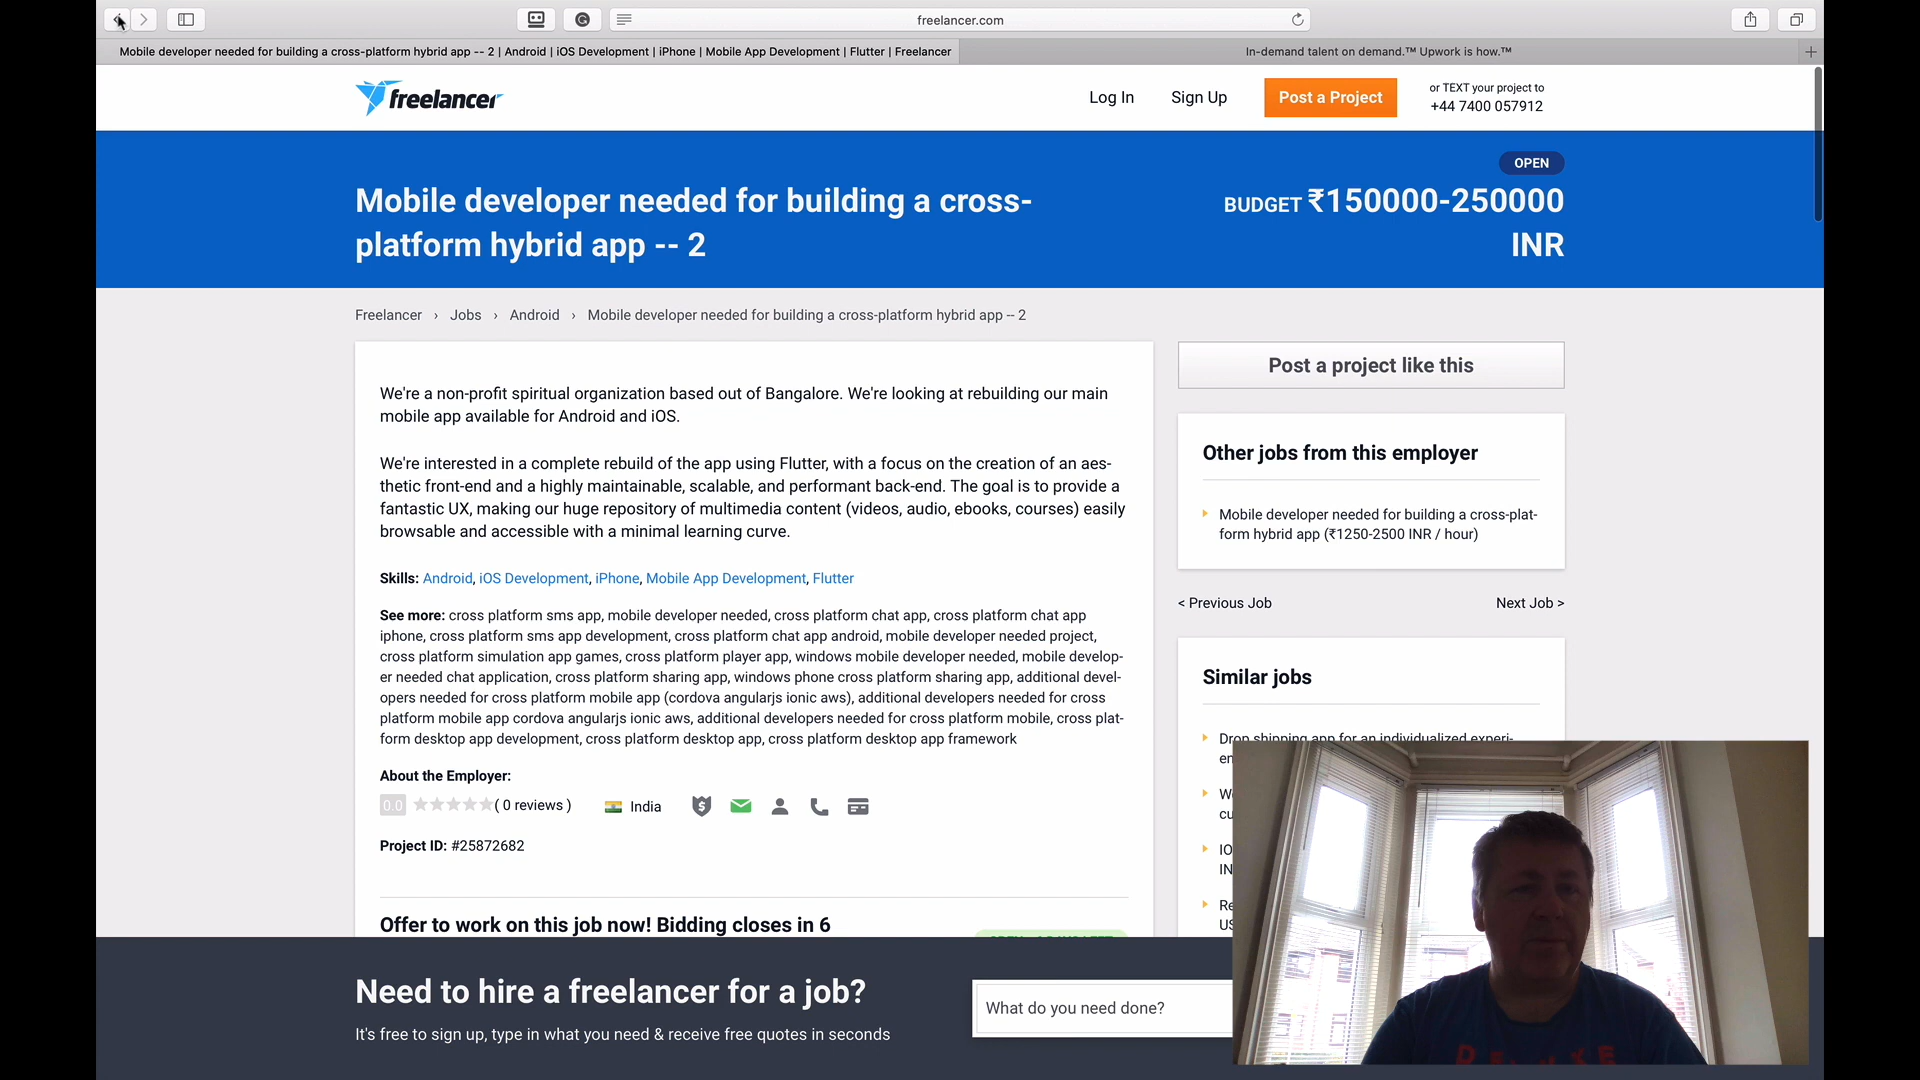 freelancer.com
Mobile developer needed for building a cross-platform hybrid app -- 2 | Android | iOS Development | iPhone | Mobile App Development | Flutter | Freelancer
In-demand talent on demand.™ Upwork is how.™
freelancer
Log In
Sign Up
Post a Project
or TEXT your project to
+44 7400 057912
OPEN
Mobile developer needed for building a cross-
platform hybrid app -- 2
BUDGET ₹150000-250000
INR
Freelancer › Jobs › Android › Mobile developer needed for building a cross-platform hybrid app -- 2
We're a non-profit spiritual organization based out of Bangalore. We're looking at rebuilding our main
mobile app available for Android and iOS.
We're interested in a complete rebuild of the app using Flutter, with a focus on the creation of an aes-
thetic front-end and a highly maintainable, scalable, and performant back-end. The goal is to provide a
fantastic UX, making our huge repository of multimedia content (videos, audio, ebooks, courses) easily
browsable and accessible with a minimal learning curve.
Skills: Android, iOS Development, iPhone, Mobile App Development, Flutter
See more: cross platform sms app, mobile developer needed, cross platform chat app, cross platform chat app
iphone, cross platform sms app development, cross platform chat app android, mobile developer needed project,
cross platform simulation app games, cross platform player app, windows mobile developer needed, mobile develop-
er needed chat application, cross platform sharing app, windows phone cross platform sharing app, additional devel-
opers needed for cross platform mobile app (cordova angularjs ionic aws), additional developers needed for cross
platform mobile app cordova angularjs ionic aws, additional developers needed for cross platform mobile, cross plat-
form desktop app development, cross platform desktop app, cross platform desktop app framework
About the Employer:
0.0 ( 0 reviews ) India
Project ID: #25872682
Offer to work on this job now! Bidding closes in 6
Post a project like this
Other jobs from this employer
Mobile developer needed for building a cross-plat-
form hybrid app (₹1250-2500 INR / hour)
< Previous Job
Next Job >
Similar jobs
Drop shipping app for an individualized experi-
Need to hire a freelancer for a job?
It's free to sign up, type in what you need & receive free quotes in seconds
What do you need done?